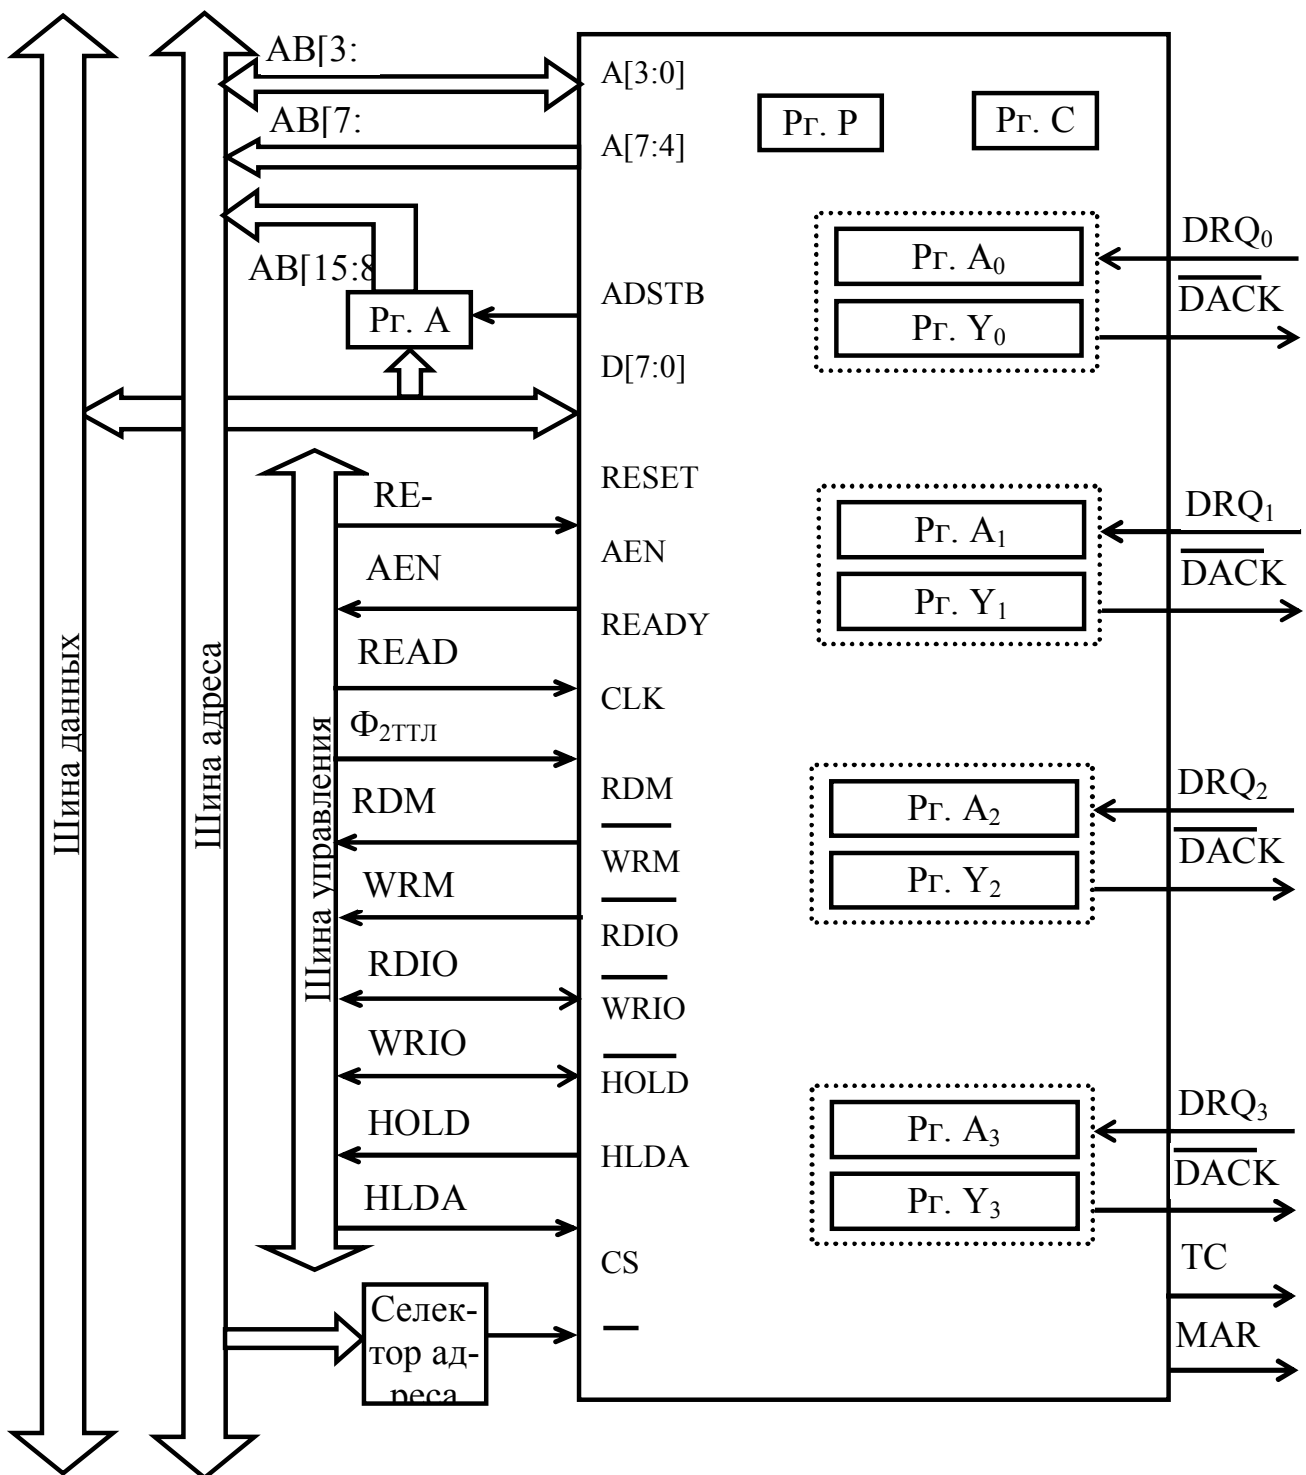 AB[3:
A[3:0]
Рг. Р
Рг. С
AB[7:
A[7:4]
AB[15:8
Рг. А
ADSTB
D[7:0]
Рг. A0
Рг. Y0
DRQ0
DACK
RESET
RE-
AEN
AEN
READY
READ
CLK
Ф2ТТЛ
RDM
RDM
WRM
WRM
RDIO
RDIO
WRIO
WRIO
HOLD
HOLD
HLDA
HLDA
CS
Рг. A1
Рг. Y1
DRQ1
DACK
Рг. A2
Рг. Y2
DRQ2
DACK
Рг. A3
Рг. Y3
DRQ3
DACK
TC
MAR
Шина данных
Шина адреса
Шина управления
Селек-
тор ад-
реса